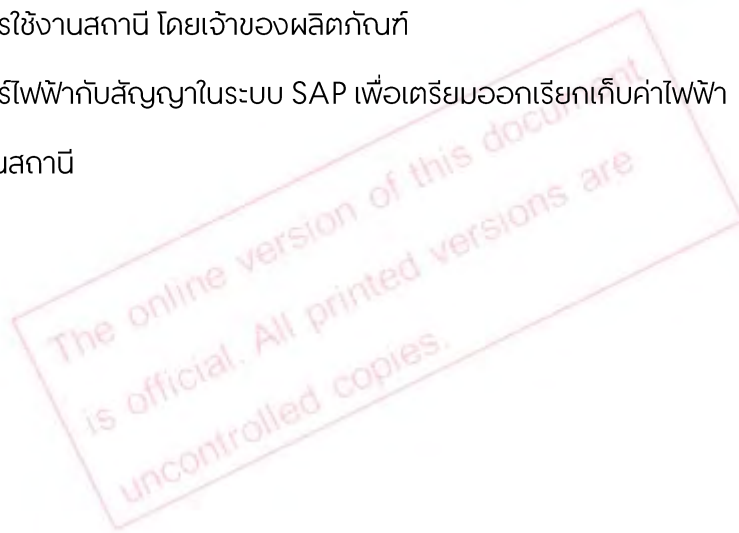 รใช้งานสถานี โดยเจ้าของผลิตภัณฑ์
ร์ไฟฟ้ากับสัญญาในระบบ SAP เพื่อเตรียมออกเรียกเก็บค่าไฟฟ้า
นสถานี
The online version of this document
is official. All printed versions are
uncontrolled copies.